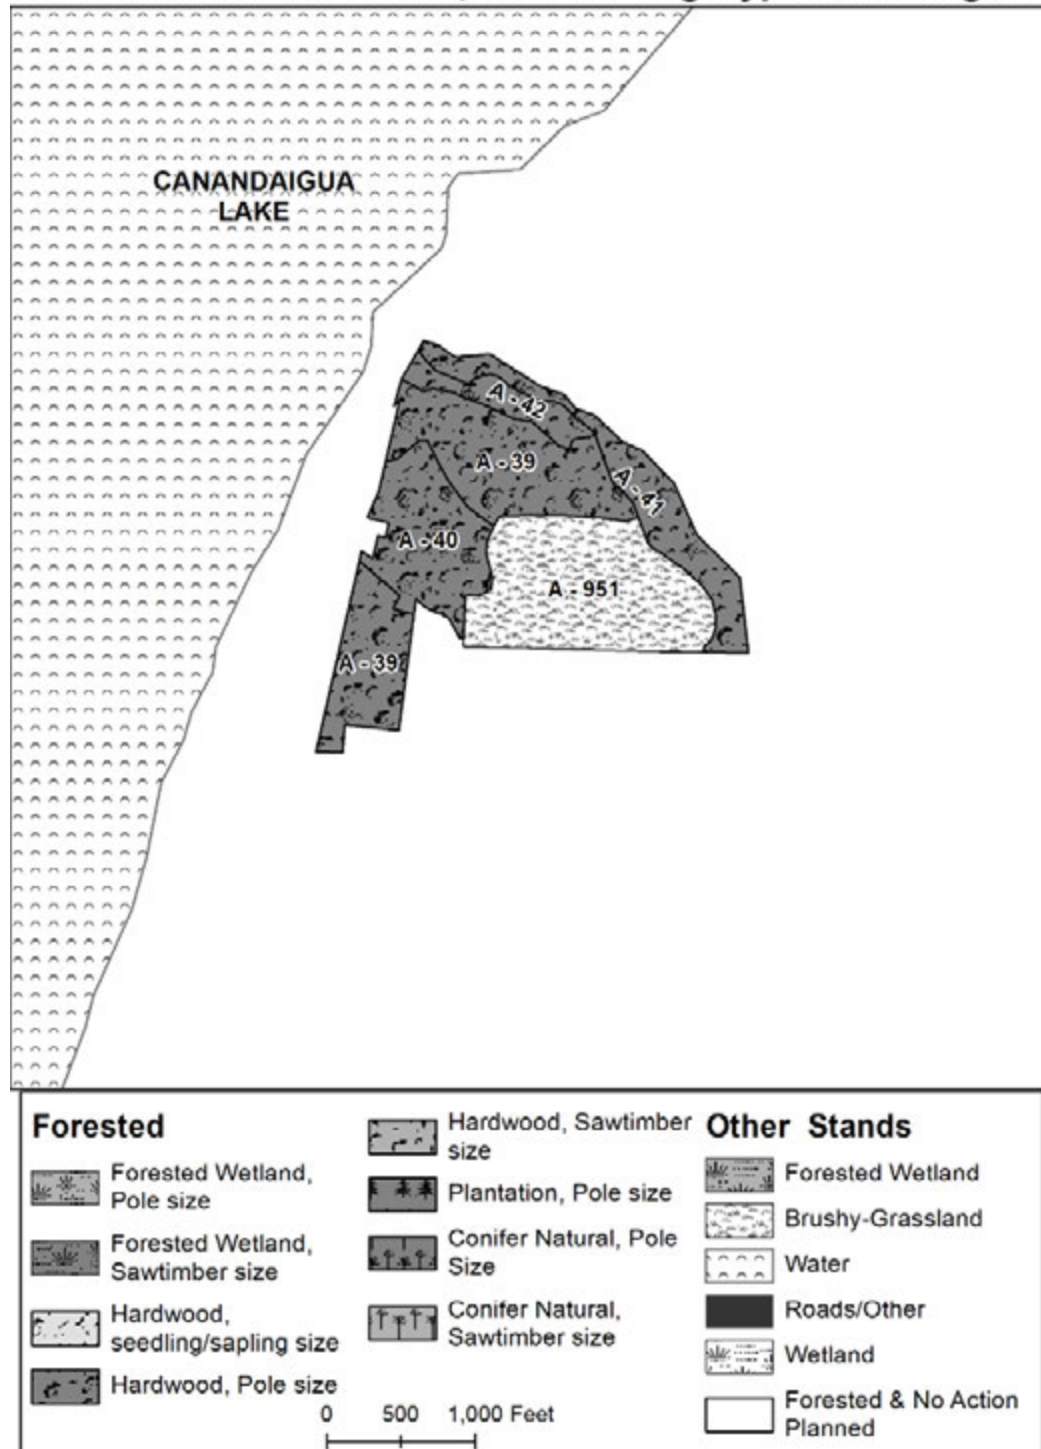 CANANDAIGUA
LAKE
A - 42
A - 39
A - 41
A - 40
A - 951
A - 39
Forested
Forested Wetland,
Pole size
Forested Wetland,
Sawtimber size
Hardwood,
seedling/sapling size
Hardwood, Pole size
Hardwood, Sawtimber
size
Plantation, Pole size
Conifer Natural, Pole
Size
Conifer Natural,
Sawtimber size
0 500 1,000 Feet
Other Stands
Forested Wetland
Brushy-Grassland
Water
Roads/Other
Wetland
Forested & No Action
Planned